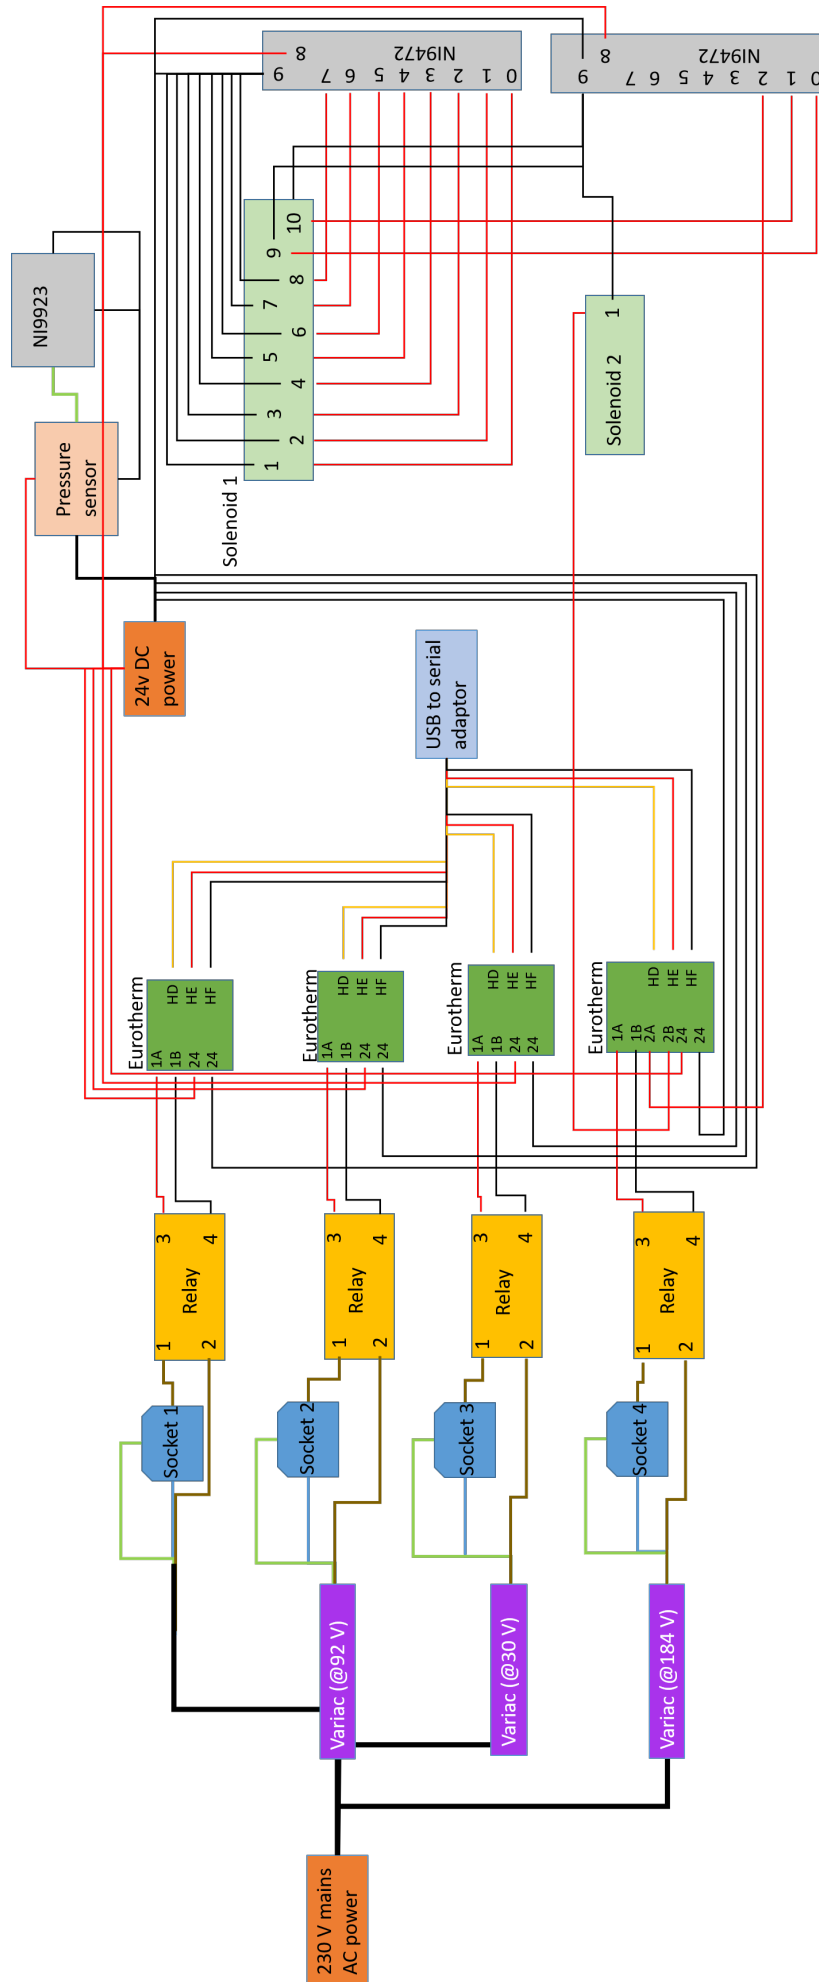 230 V mains
AC power
Variac (@92 V)
Variac (@30 V)
Variac (@184 V)
Socket 1
Socket 2
Socket 3
Socket 4
1
2
Relay
3
4
1
2
Relay
3
4
1
2
Relay
3
4
1
2
Relay
3
4
Eurotherm
1A
1B
24
24
HD
HE
HF
Eurotherm
1A
1B
24
24
HD
HE
HF
Eurotherm
1A
1B
24
24
HD
HE
HF
Eurotherm
1A
1B
2A
2B
24
24
HD
HE
HF
USB to serial
adaptor
24v DC
power
Pressure
sensor
NI9923
Solenoid 1
1
2
3
4
5
6
7
8
9
10
Solenoid 2
1
NI9472
8
9
7
6
5
4
3
2
1
0
NI9472
8
9
7
6
5
4
3
2
1
0